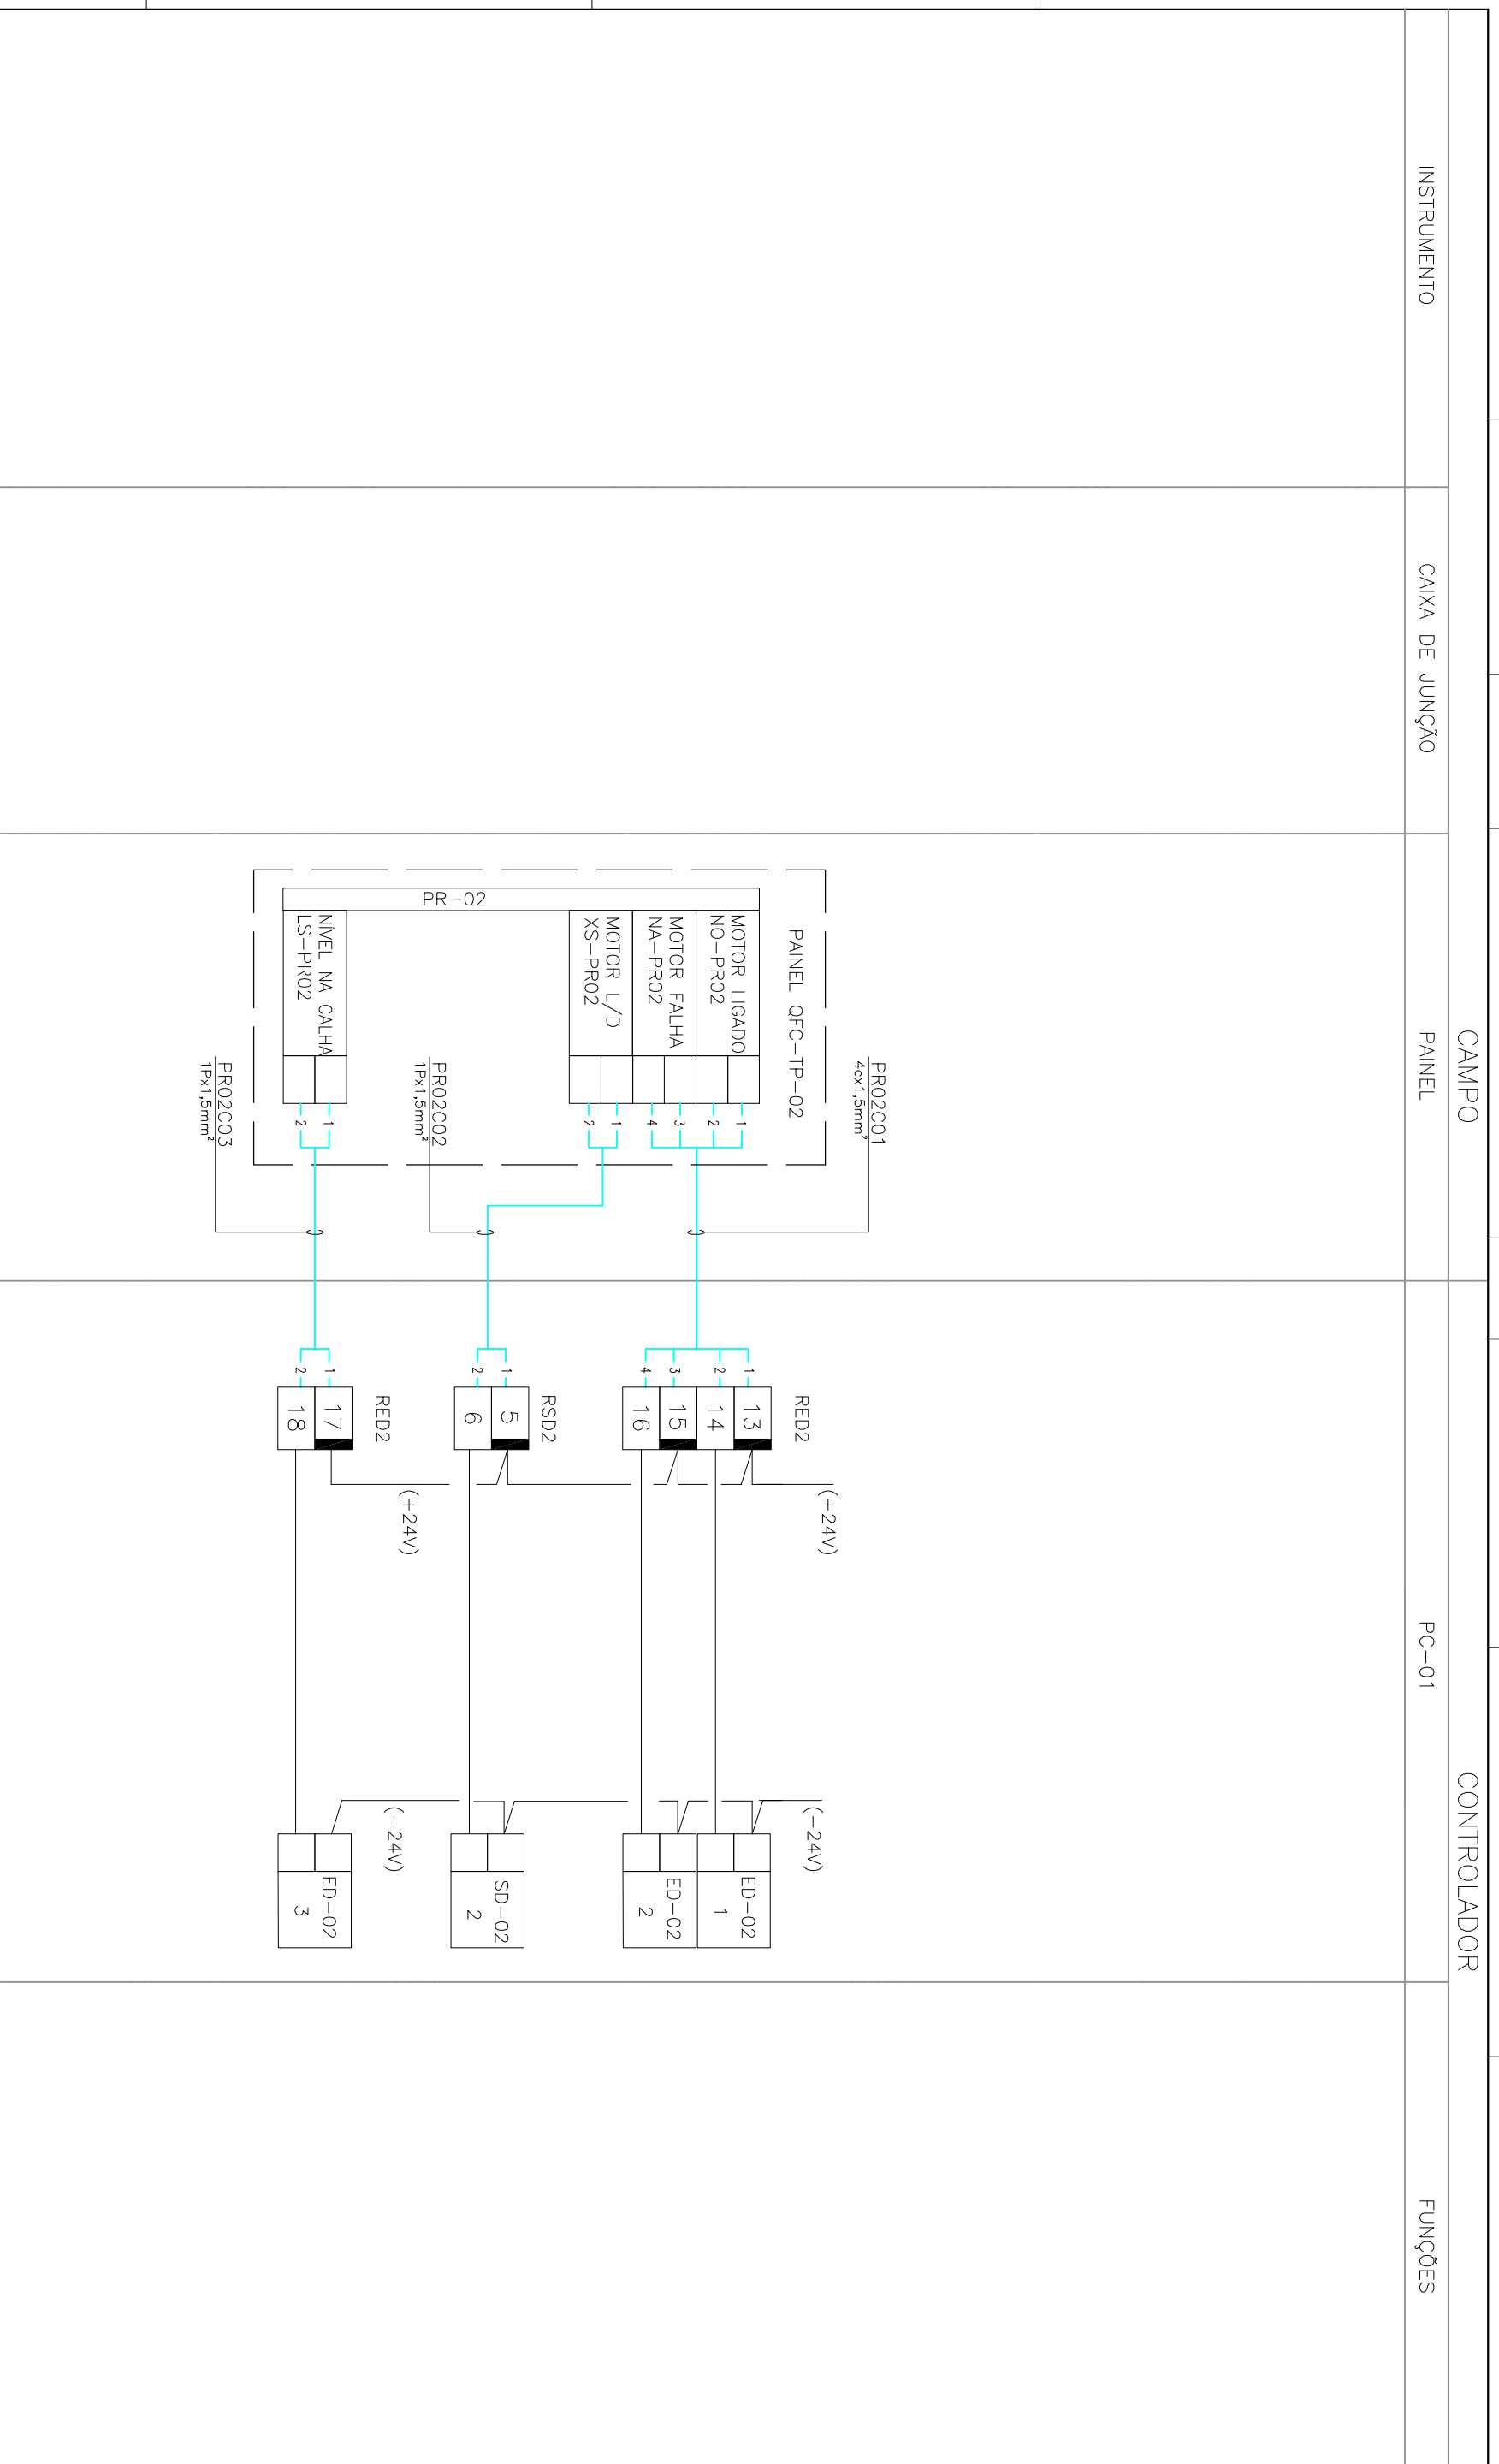 CAMPO
CONTROLADOR
INSTRUMENTO
CAIXA DE JUNÇÃO
PAINEL
PC-01
FUNÇÕES
PR02C01
4cx1,5mm²
PAINEL QFC-TP-02
PR-02
MOTOR LIGADO
NO-PR02
MOTOR FALHA
NA-PR02
MOTOR L/D
XS-PR02
NÍVEL NA CALHA
LS-PR02
1
2
3
4
1
2
1
2
PR02C02
1Px1,5mm²
PR02C03
1Px1,5mm²
RED2
1
2
3
4
13
14
15
16
(+24V)
(-24V)
ED-02
1
ED-02
2
RSD2
1
2
5
6
SD-02
2
RED2
1
2
17
18
(+24V)
(-24V)
ED-02
3